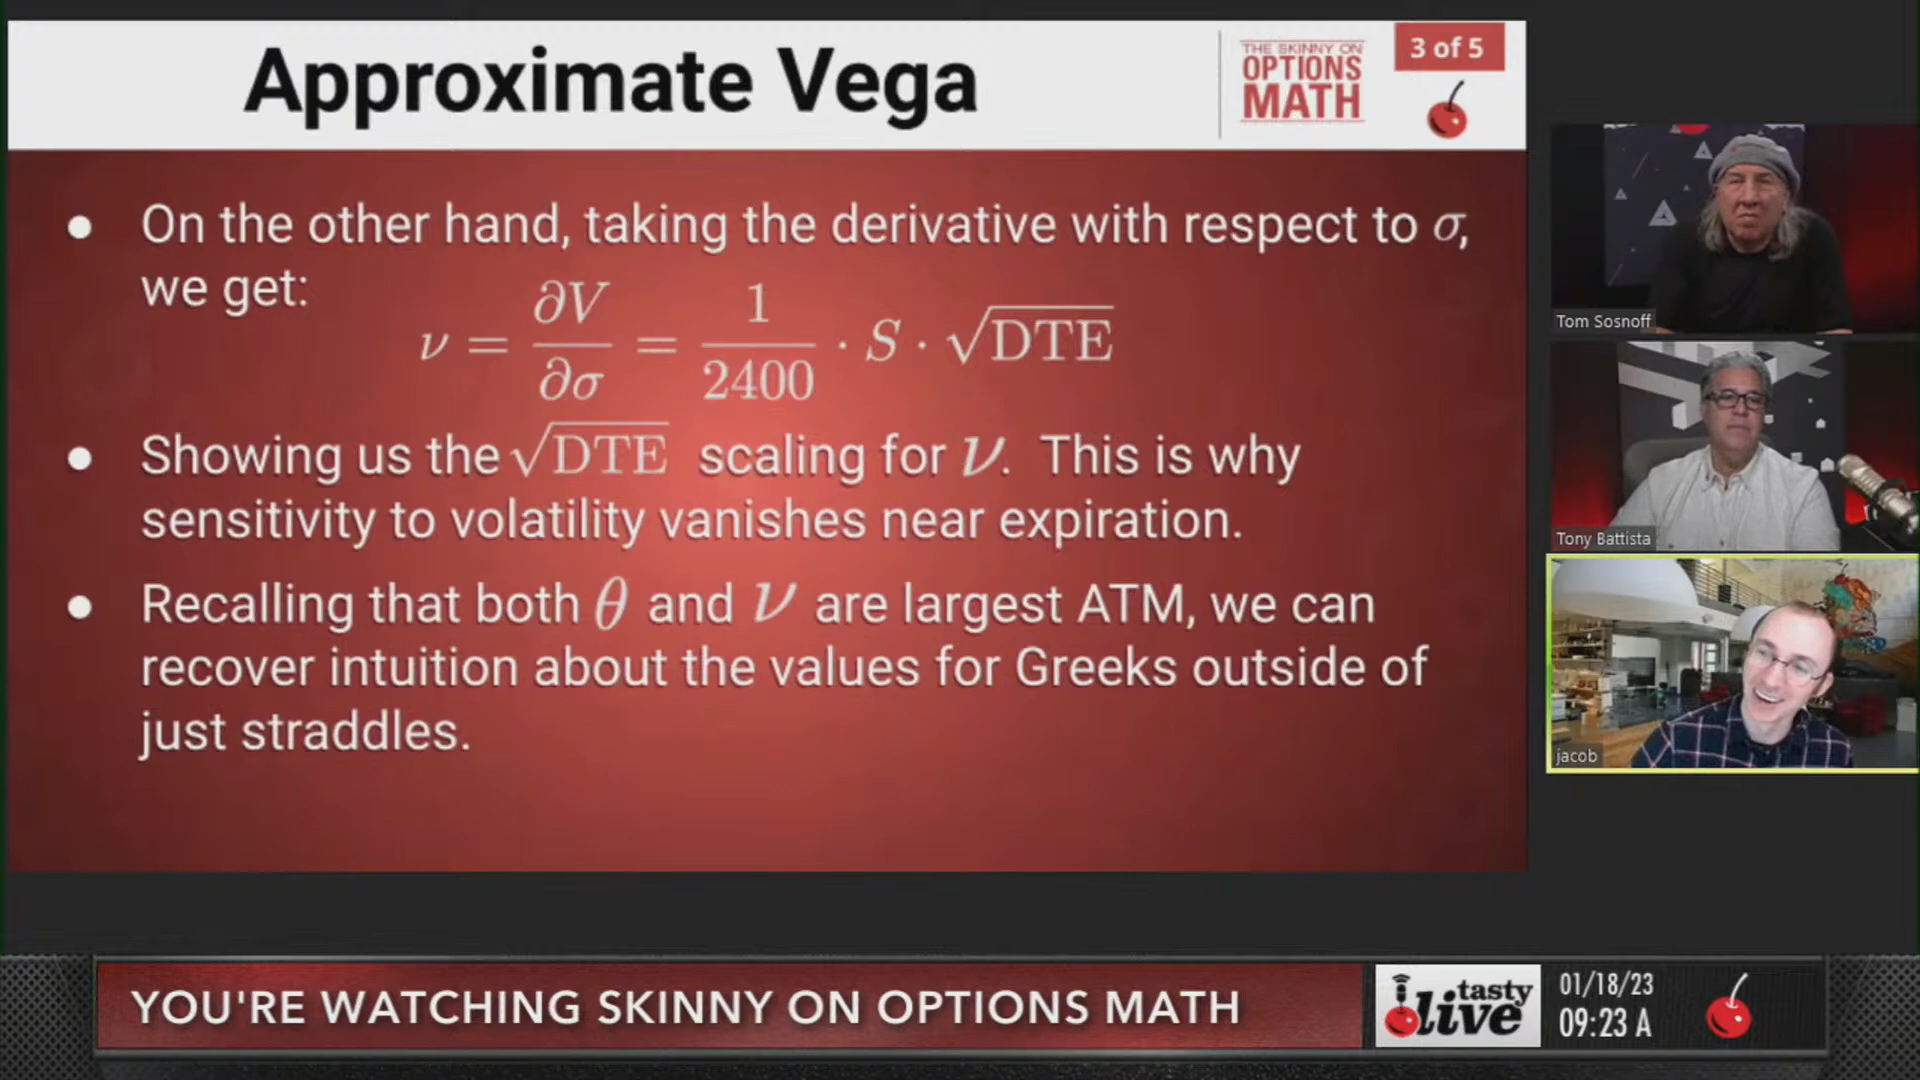 Approximate Vega
THE SKINNY ON
OPTIONS
MATH
3 of 5
On the other hand, taking the derivative with respect to σ,
we get:
ν = ∂V/∂σ = 1/2400 · S · √DTE
Showing us the √DTE scaling for ν. This is why
sensitivity to volatility vanishes near expiration.
Recalling that both θ and ν are largest ATM, we can
recover intuition about the values for Greeks outside of
just straddles.
Tom Sosnoff
Tony Battista
jacob
YOU'RE WATCHING SKINNY ON OPTIONS MATH
tasty
live
01/18/23
09:23 A